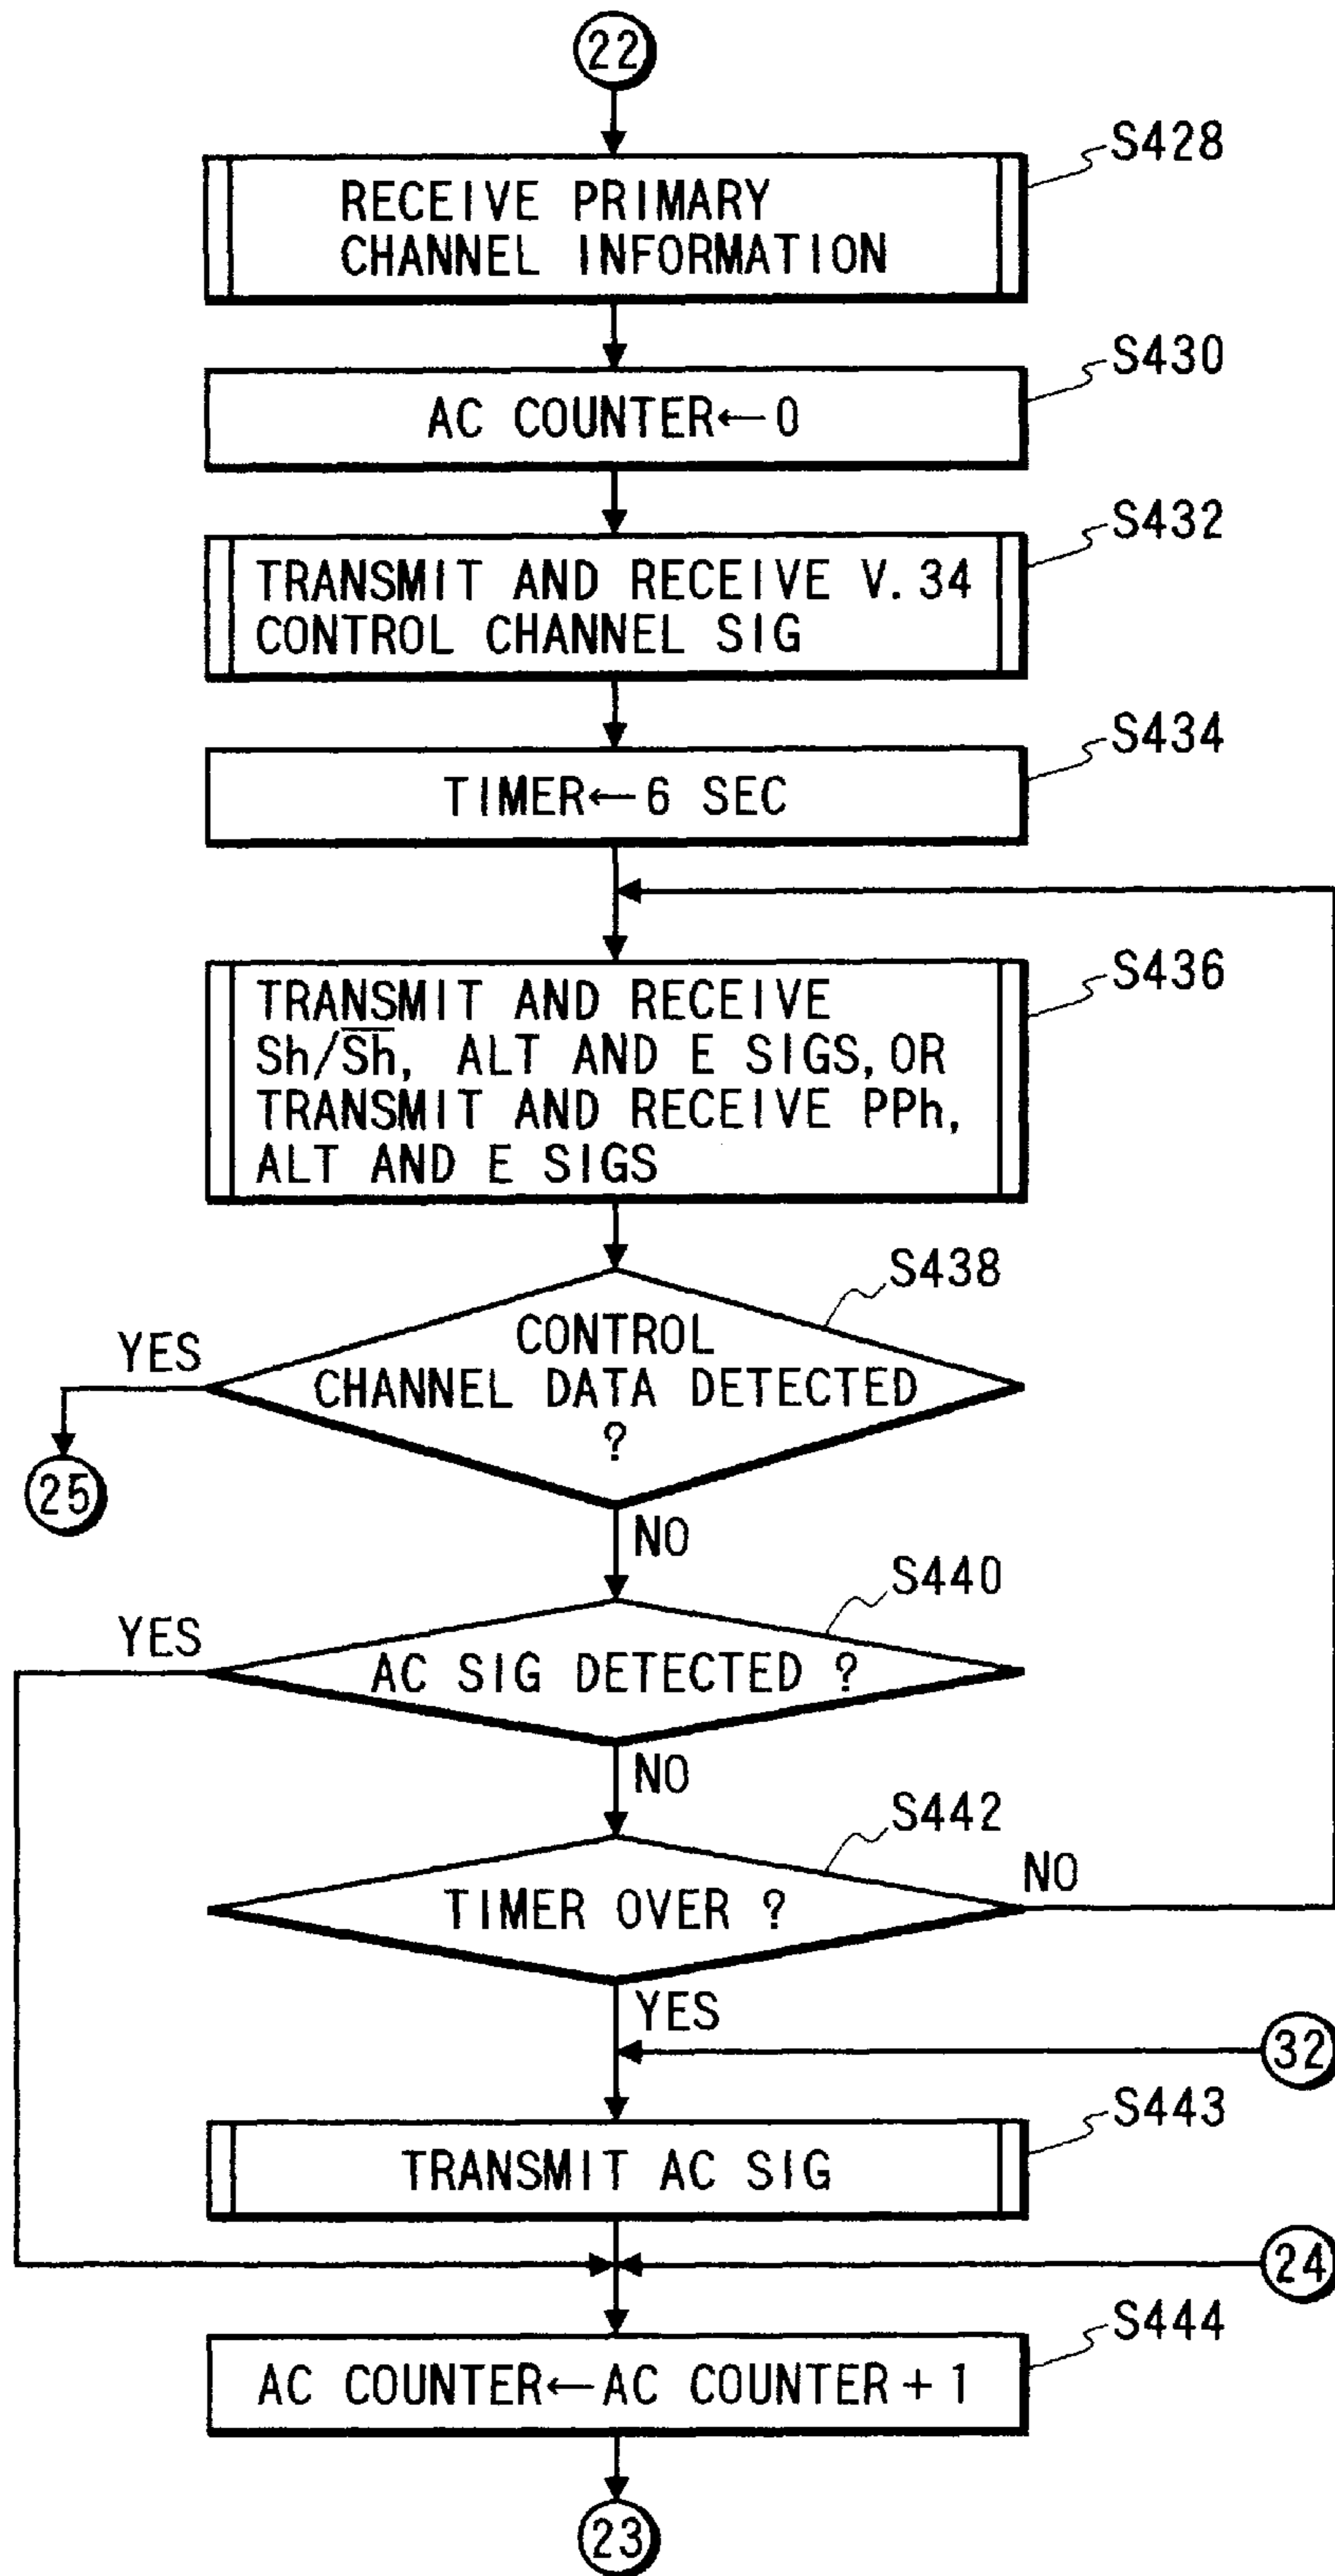 22
S428
RECEIVE PRIMARY
CHANNEL INFORMATION
S430
AC COUNTER←0
S432
TRANSMIT AND RECEIVE V.34
CONTROL CHANNEL SIG
S434
TIMER←6 SEC
S436
TRANSMIT AND RECEIVE
Sh/S̅h̅, ALT AND E SIGS, OR
TRANSMIT AND RECEIVE PPh,
ALT AND E SIGS
S438
CONTROL
CHANNEL DATA DETECTED
?
YES
25
NO
S440
YES
AC SIG DETECTED ?
NO
S442
TIMER OVER ?
NO
YES
32
S443
TRANSMIT AC SIG
24
S444
AC COUNTER←AC COUNTER+1
23